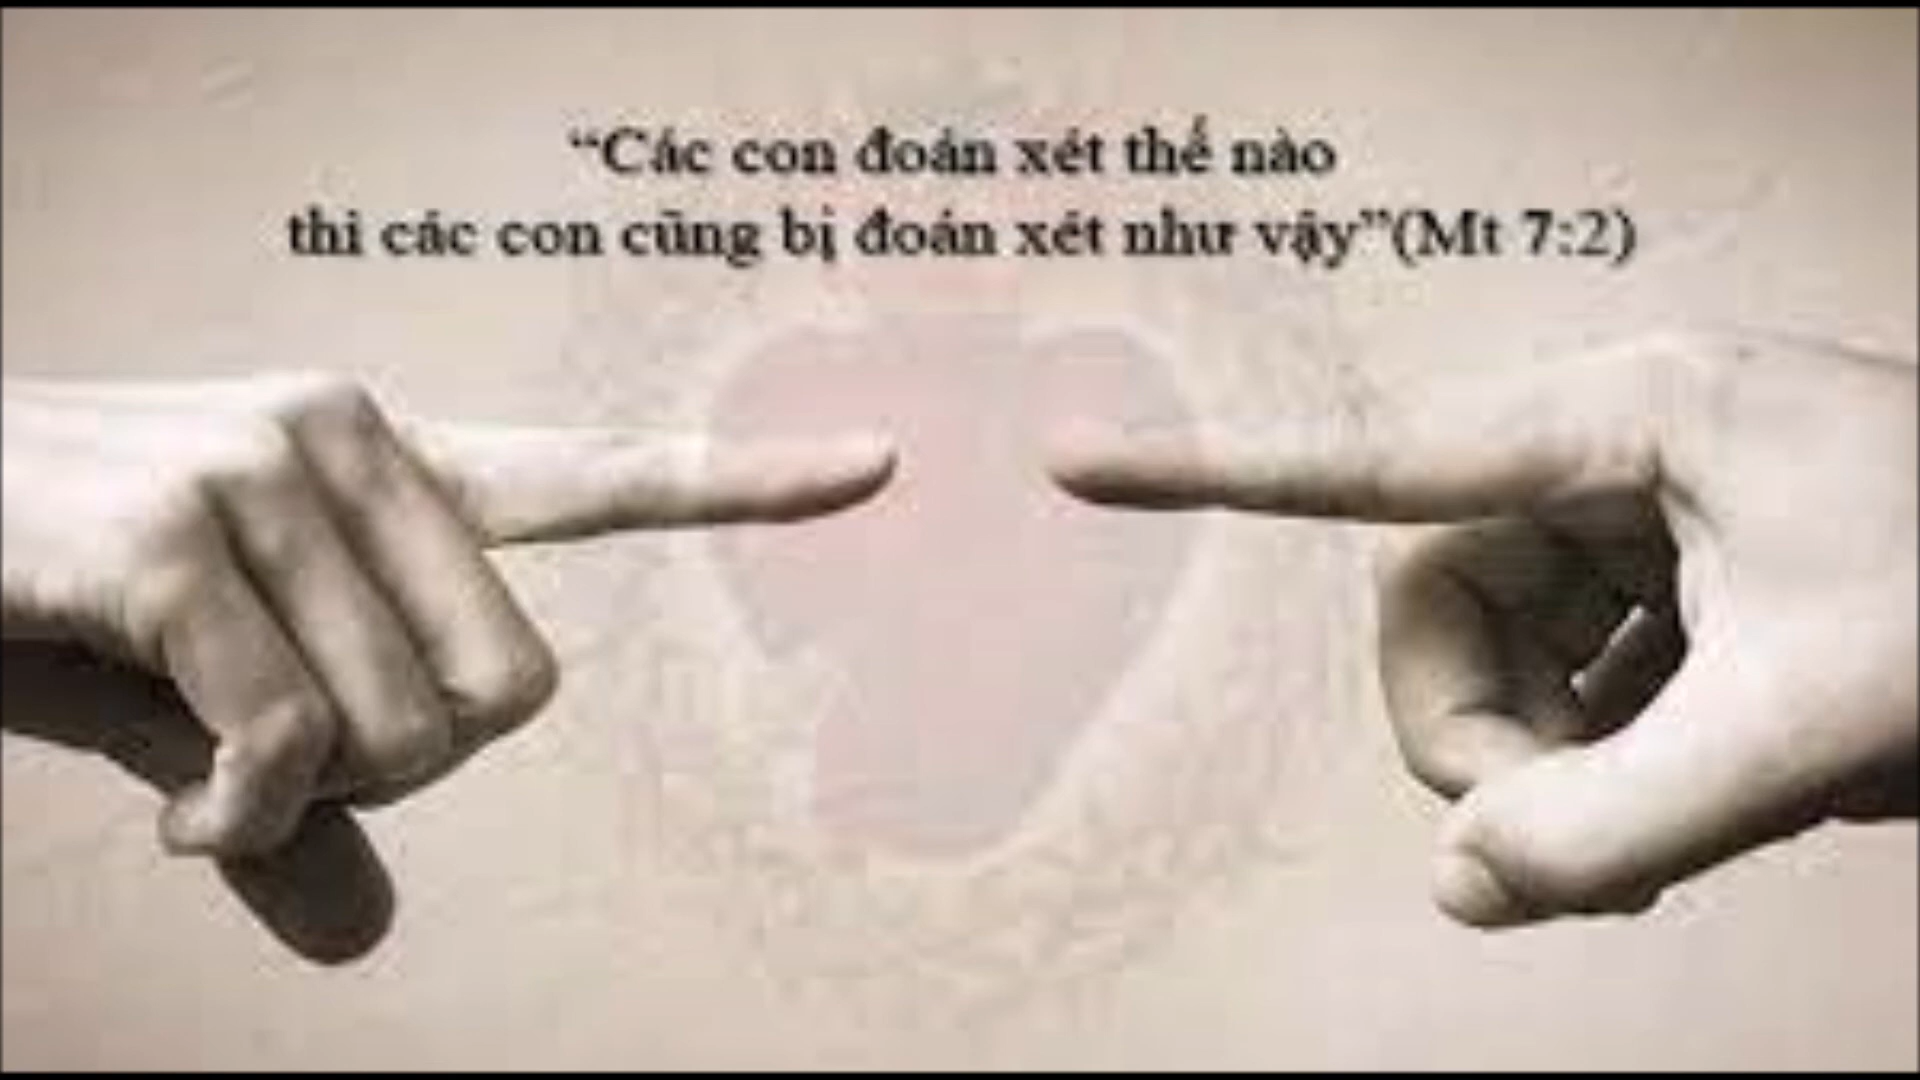 “Các con đoán xét thế nào
thì các con cũng bị đoán xét như vậy”(Mt 7:2)